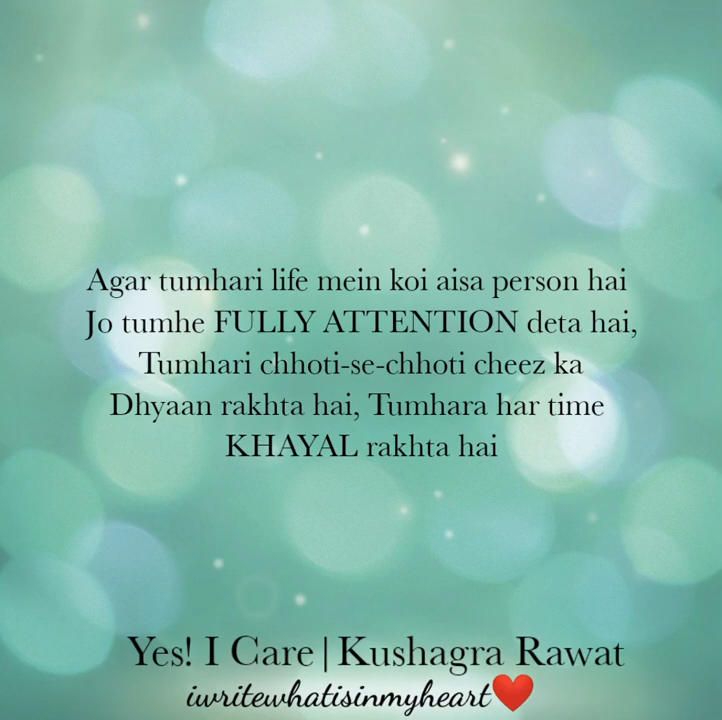 Agar tumhari life mein koi aisa person hai
Jo tumhe FULLY ATTENTION deta hai,
Tumhari chhoti-se-chhoti cheez ka
Dhyaan rakhta hai, Tumhara har time
KHAYAL rakhta hai
Yes! I Care|Kushagra Rawat
iwritewhatisinmyheart❤️